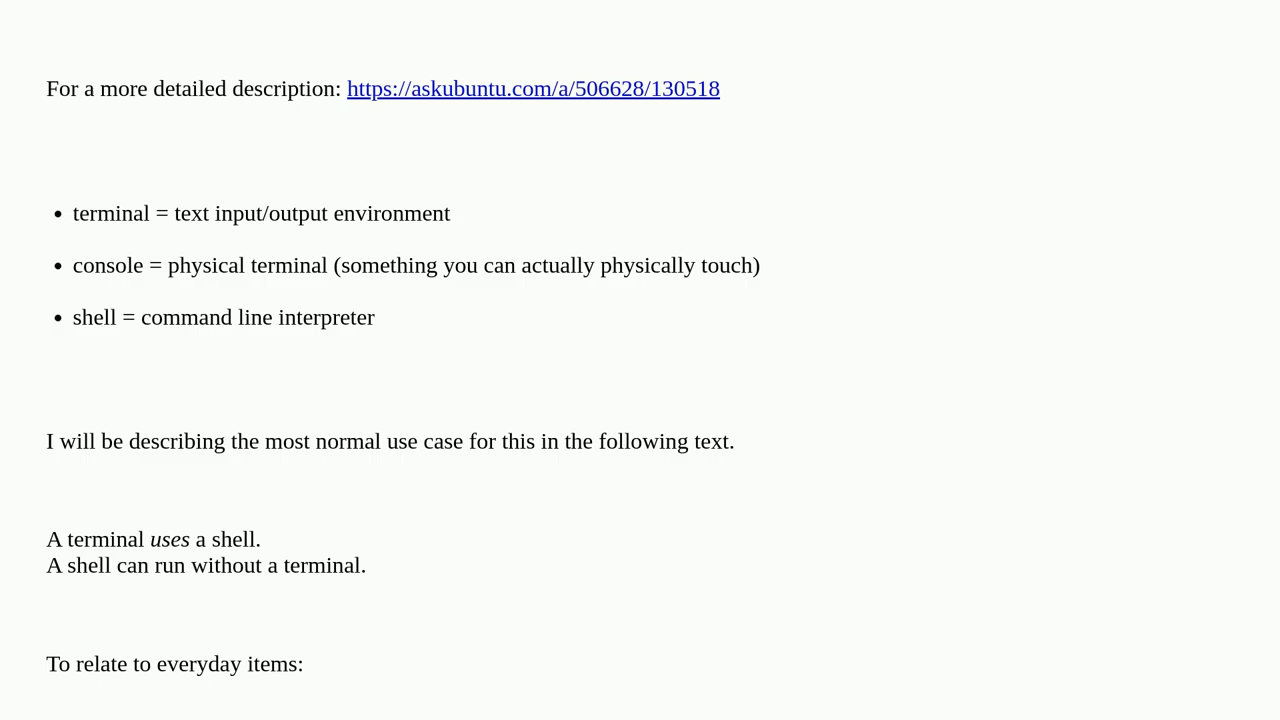 For a more detailed description: https://askubuntu.com/a/506628/130518
• terminal = text input/output environment
• console = physical terminal (something you can actually physically touch)
• shell = command line interpreter
I will be describing the most normal use case for this in the following text.
A terminal uses a shell.
A shell can run without a terminal.
To relate to everyday items: